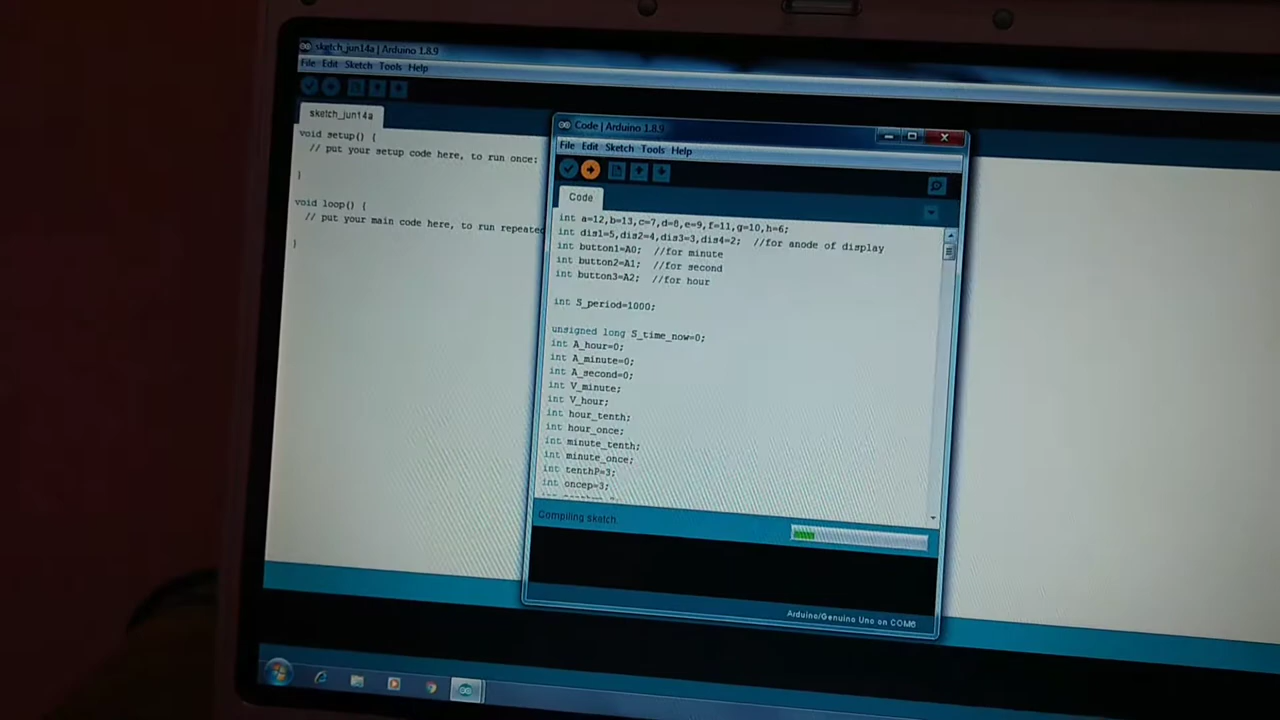 sketch_jun14a | Arduino 1.8.9
File Edit Sketch Tools Help
sketch_jun14a
void setup() {
// put your setup code here, to run once:
}
void loop() {
// put your main code here, to run repeate
}
Code | Arduino 1.8.9
File Edit Sketch Tools Help
Code
int a=12,b=13,c=7,d=8,e=9,f=11,g=10,h=6;
int dis1=5,dis2=4,dis3=3,dis4=2; //for anode of display
int button1=A0; //for minute
int button2=A1; //for second
int button3=A2; //for hour
int S_period=1000;
unsigned long S_time_now=0;
int A_hour=0;
int A_minute=0;
int A_second=0;
int V_minute;
int V_hour;
int hour_tenth;
int hour_once;
int minute_tenth;
int minute_once;
int tenthP=3;
int oncep=3;
Compiling sketch
Arduino/Genuino Uno on COM6